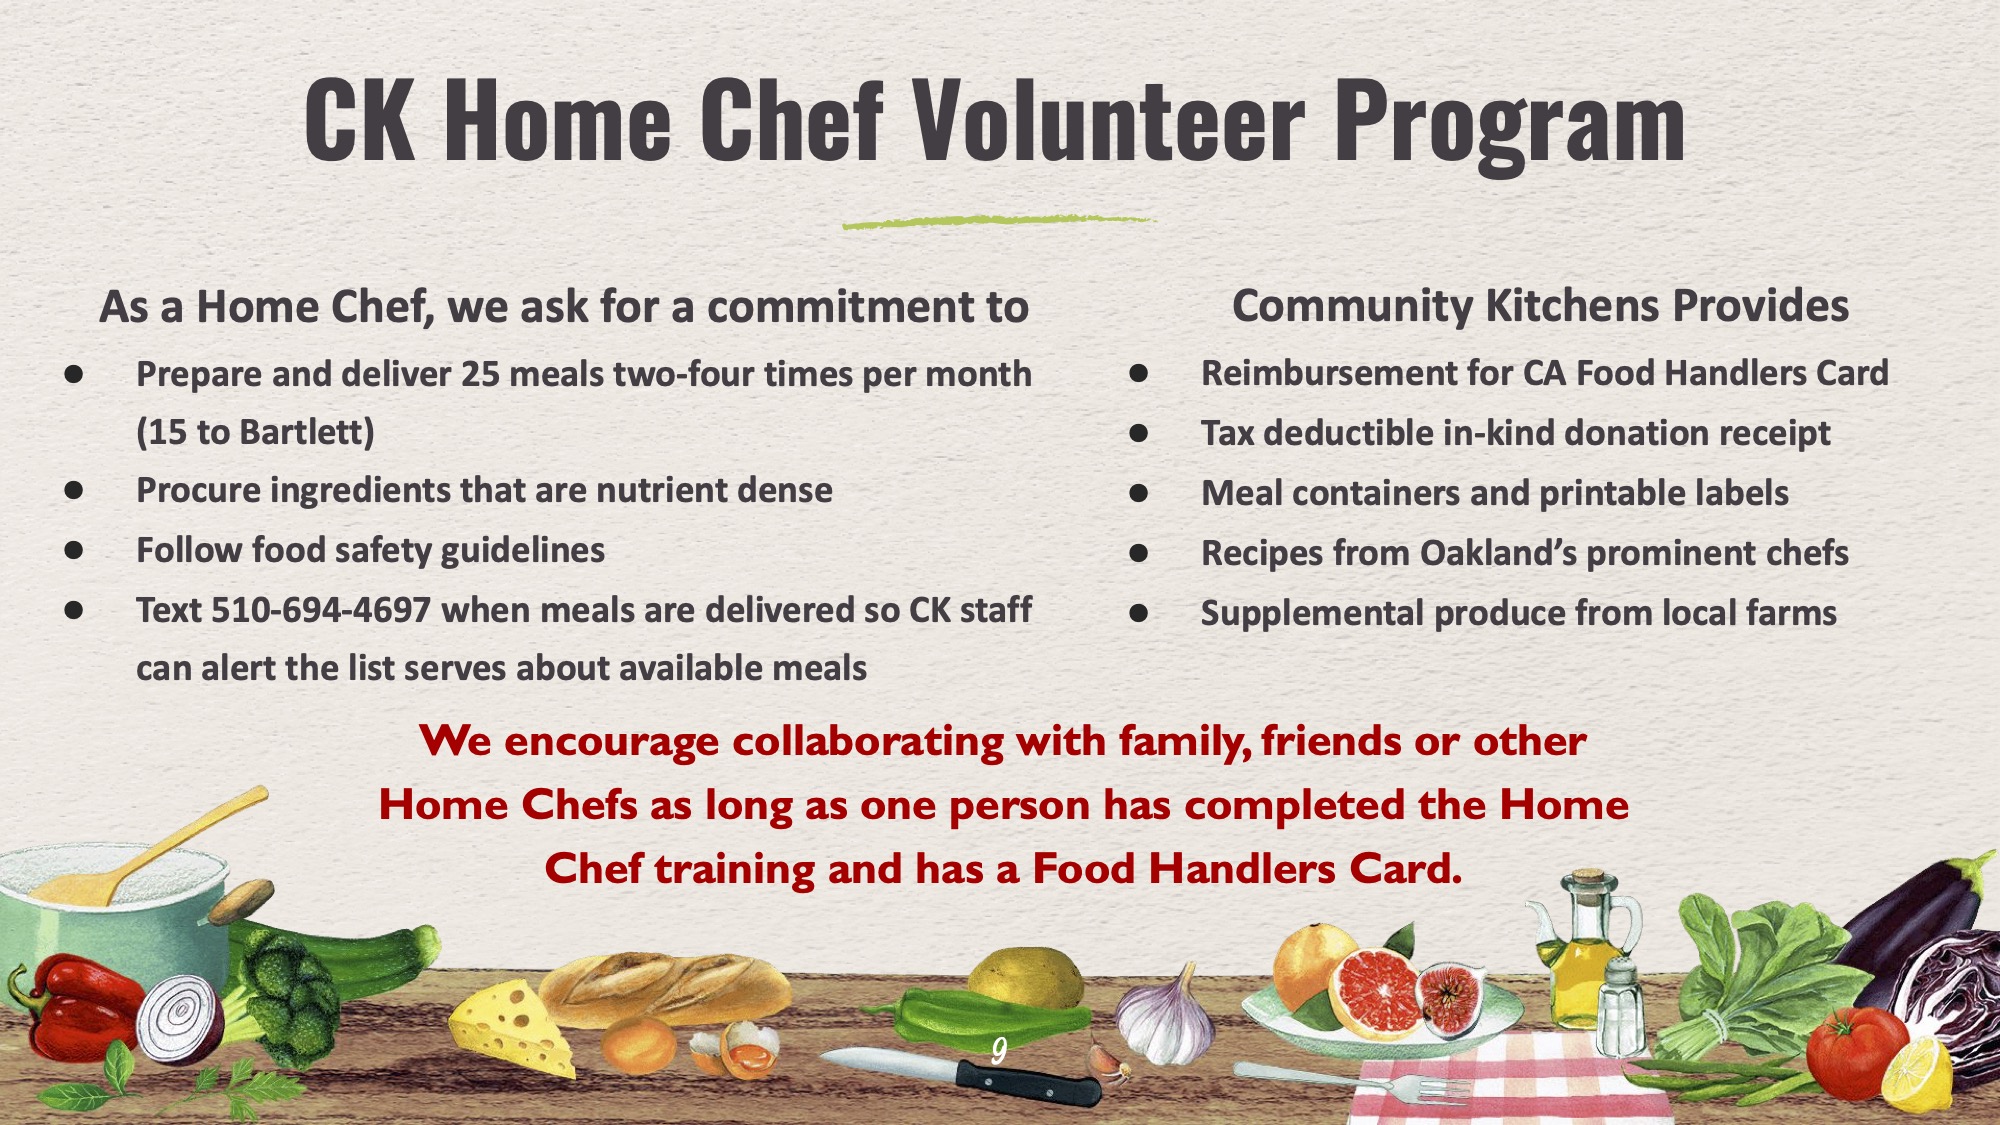 CK Home Chef Volunteer Program
As a Home Chef, we ask for a commitment to
● Prepare and deliver 25 meals two-four times per month
(15 to Bartlett)
● Procure ingredients that are nutrient dense
● Follow food safety guidelines
● Text 510-694-4697 when meals are delivered so CK staff
can alert the list serves about available meals
Community Kitchens Provides
● Reimbursement for CA Food Handlers Card
● Tax deductible in-kind donation receipt
● Meal containers and printable labels
● Recipes from Oakland’s prominent chefs
● Supplemental produce from local farms
We encourage collaborating with family, friends or other
Home Chefs as long as one person has completed the Home
Chef training and has a Food Handlers Card.
9